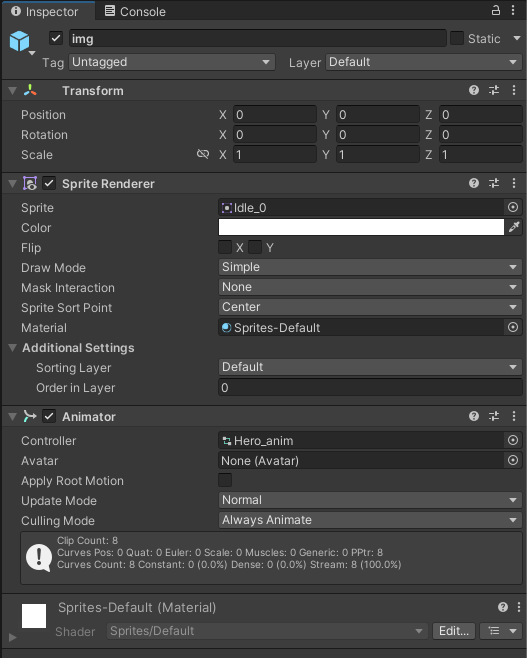 Inspector Console
img Static
Tag Untagged Layer Default
Transform
Position X 0 Y 0 Z 0
Rotation X 0 Y 0 Z 0
Scale X 1 Y 1 Z 1
Sprite Renderer
Sprite Idle_0
Color
Flip X Y
Draw Mode Simple
Mask Interaction None
Sprite Sort Point Center
Material Sprites-Default
Additional Settings
Sorting Layer Default
Order in Layer 0
Animator
Controller Hero_anim
Avatar None (Avatar)
Apply Root Motion
Update Mode Normal
Culling Mode Always Animate
Clip Count: 8
Curves Pos: 0 Quat: 0 Euler: 0 Scale: 0 Muscles: 0 Generic: 0 PPtr: 8
Curves Count: 8 Constant: 0 (0.0%) Dense: 0 (0.0%) Stream: 8 (100.0%)
Sprites-Default (Material)
Shader Sprites/Default Edit...